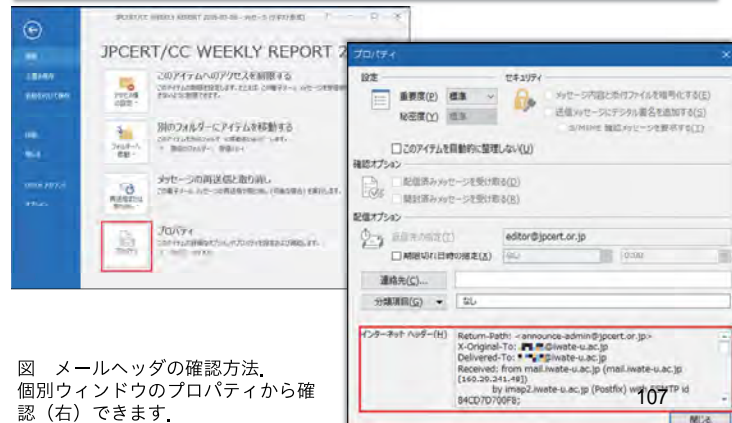 JPCERT/CC WEEKLY REPORT 2
このアイテムへのアクセスを制限する
別のフォルダーにアイテムを移動する
メッセージの再送信と取り消し
プロパティ
プロパティ
設定
セキュリティ
重要度(P) 標準
秘密度(Y) 標準
メッセージ内容と添付ファイルを暗号化する(E)
送信メッセージにデジタル署名を追加する(S)
S/MIME 確認メッセージを要求する(T)
このアイテムを自動的に整理しない(U)
確認オプション
配信済みメッセージを受け取る(D)
開封済みメッセージを受け取る(R)
配信オプション
返信先の指定(T) editor@jpcert.or.jp
期限切れ日時の指定(A) なし 0:00
連絡先(C)...
分類項目(G) なし
インターネット ヘッダー(H)
Return-Path: <announce-admin@jpcert.or.jp>
X-Original-To: @iwate-u.ac.jp
Delivered-To: @iwate-u.ac.jp
Received: from mail.iwate-u.ac.jp (mail.iwate-u.ac.jp
[160.29.241.48])
by imap2.iwate-u.ac.jp (Postfix) with ESMTP id
84CD7D700FB;
閉じる
図 メールヘッダの確認方法.
個別ウィンドウのプロパティから確
認（右）できます.
107